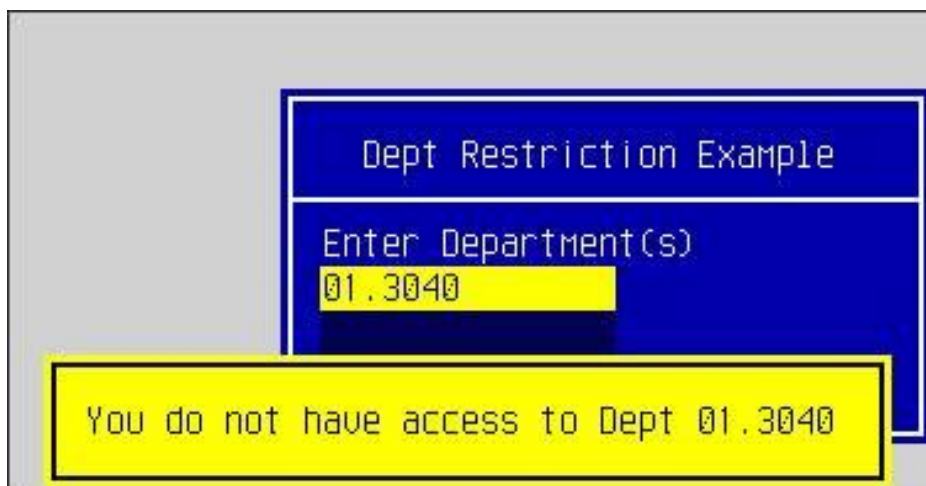 Dept Restriction Example
Enter Department(s)
01.3040
You do not have access to Dept 01.3040